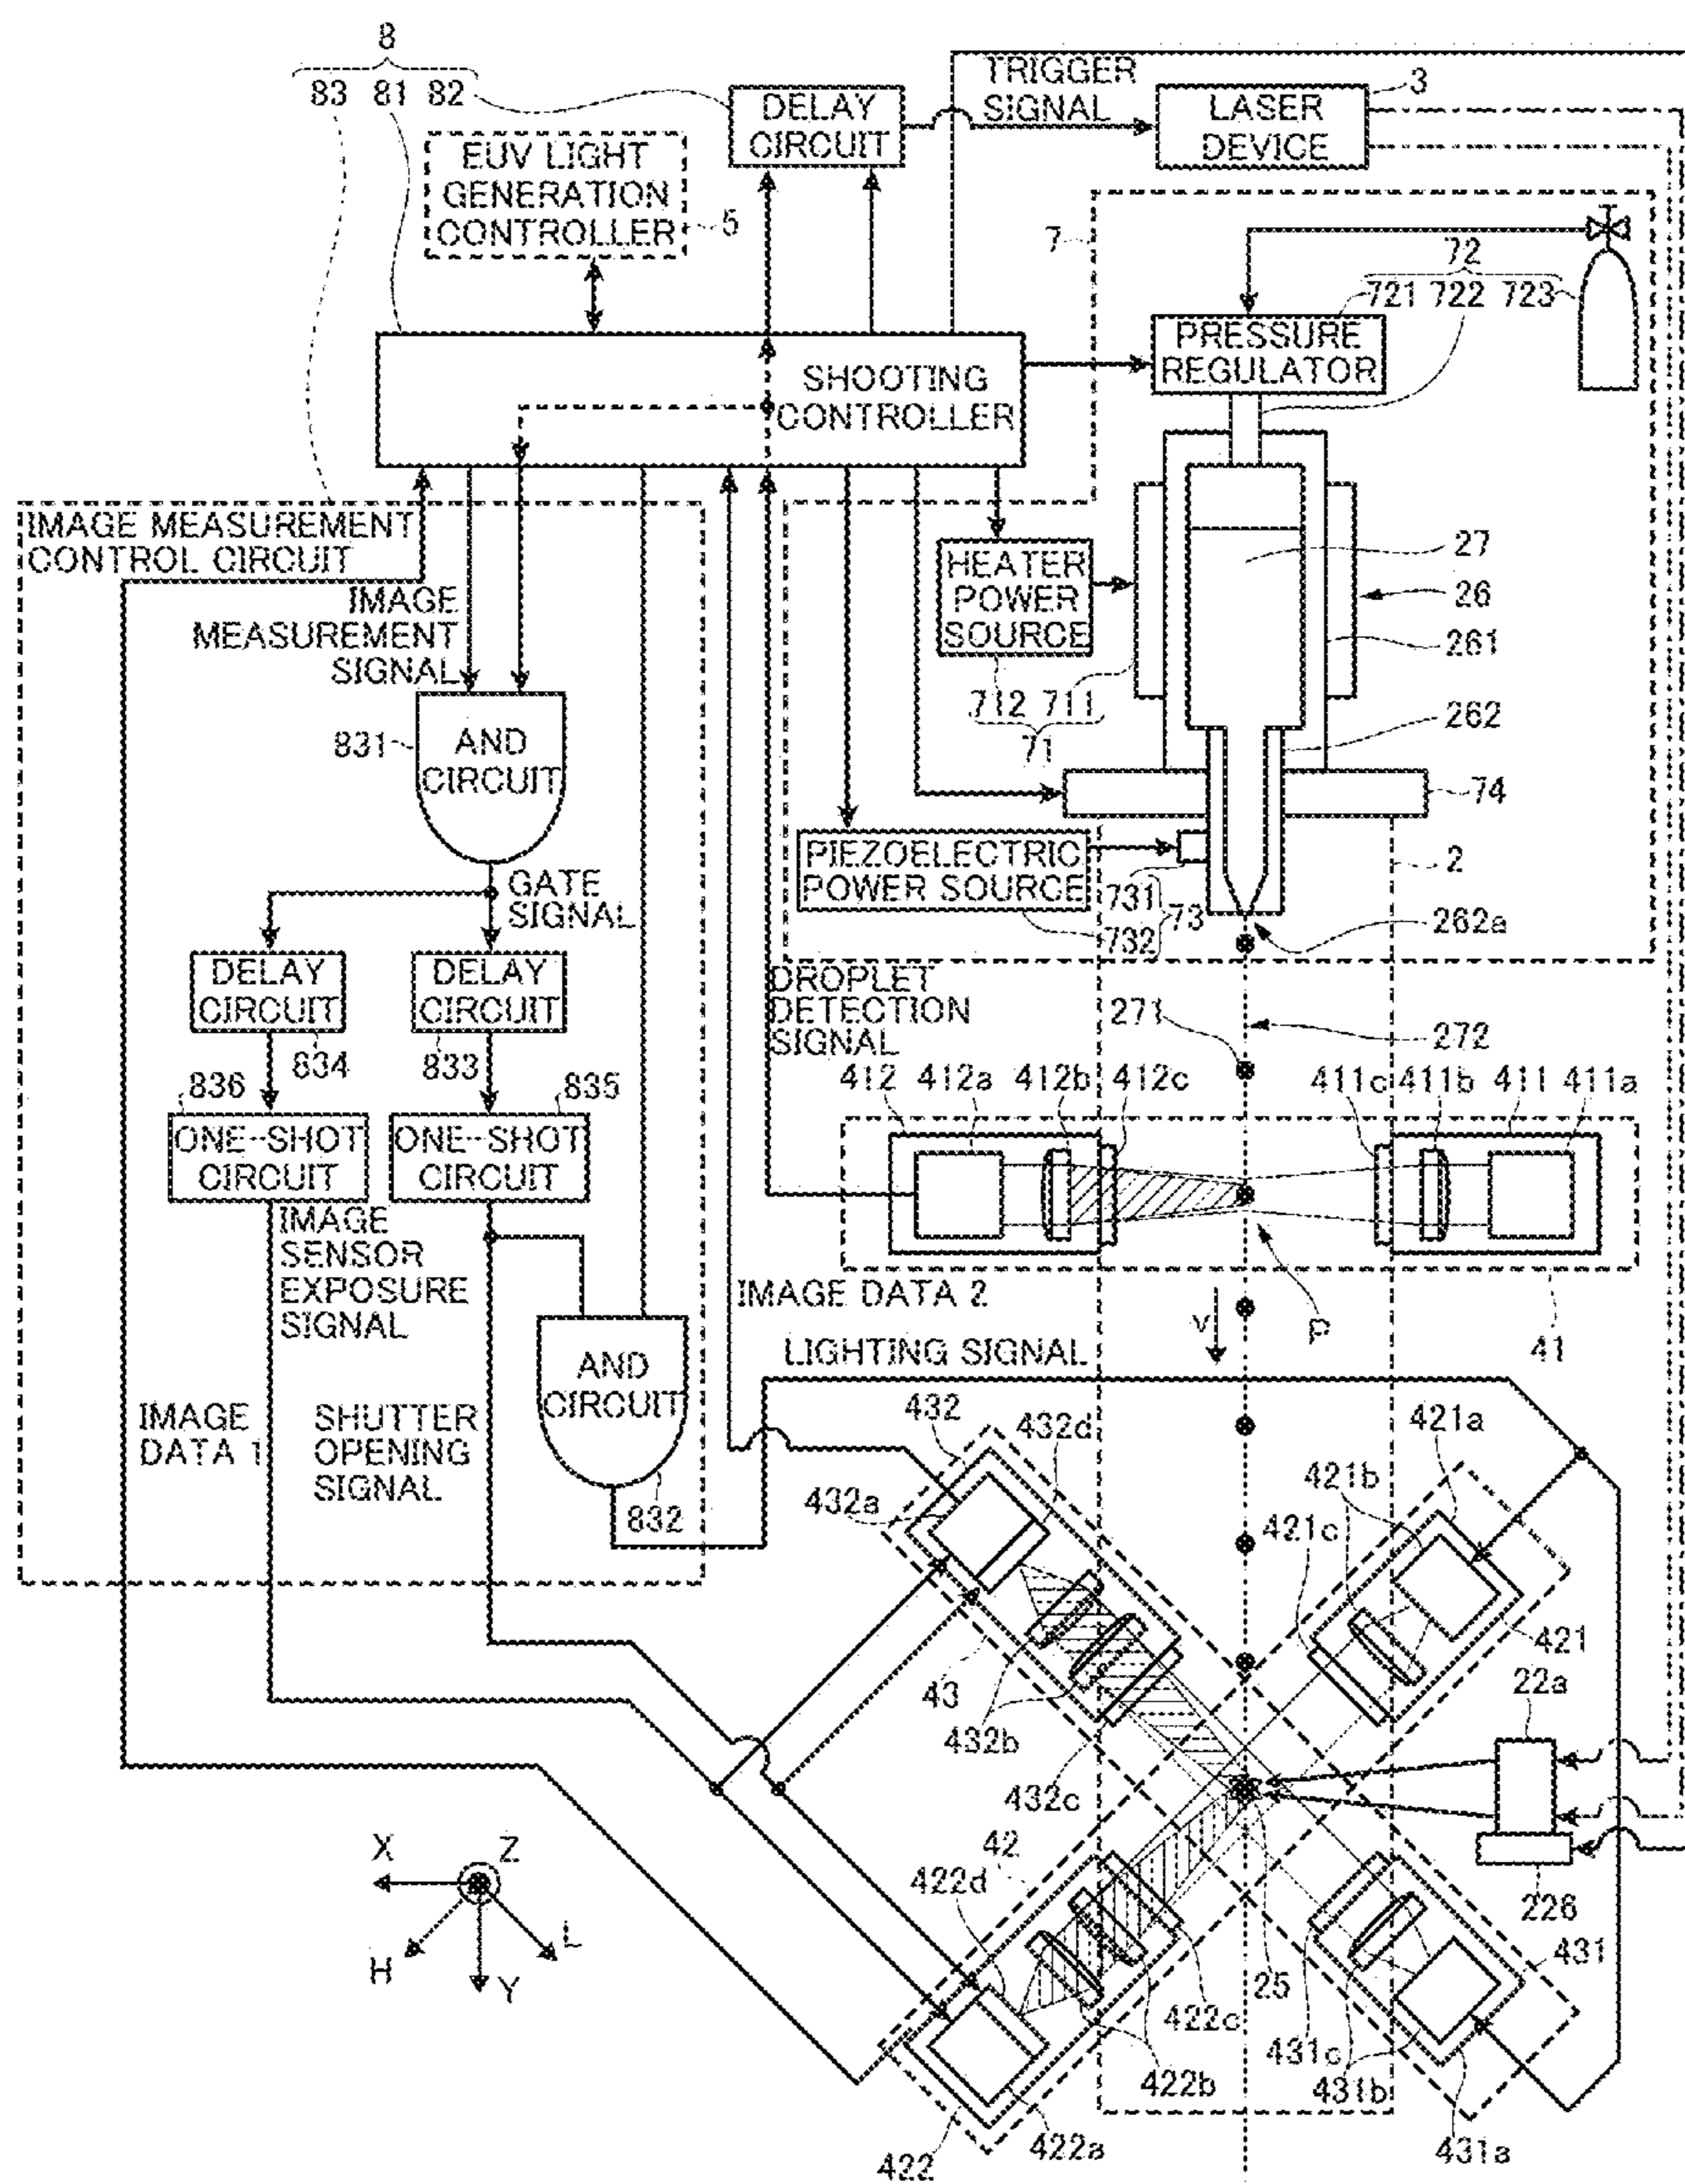 8
83 81 82
DELAY
CIRCUIT
TRIGGER
SIGNAL
3
LASER
DEVICE
EUV LIGHT
GENERATION
CONTROLLER
5
7
72
721 722 723
PRESSURE
REGULATOR
SHOOTING
CONTROLLER
IMAGE MEASUREMENT
CONTROL CIRCUIT
IMAGE
MEASUREMENT
SIGNAL
HEATER
POWER
SOURCE
27
26
261
712 711
71
262
831
AND
CIRCUIT
74
PIEZOELECTRIC
POWER SOURCE
2
731
73
732
262a
GATE
SIGNAL
DELAY
CIRCUIT
DELAY
CIRCUIT
834
833
DROPLET
DETECTION
SIGNAL
271
272
836
835
ONE-SHOT
CIRCUIT
ONE-SHOT
CIRCUIT
412 412a 412b 412c
411c 411b 411 411a
IMAGE
SENSOR
EXPOSURE
SIGNAL
IMAGE DATA 2
V
P
41
LIGHTING SIGNAL
AND
CIRCUIT
832
IMAGE
DATA 1
SHUTTER
OPENING
SIGNAL
432
432d
432a
421a
421b
421c
421
43
432b
432c
22a
X
Z
H
L
Y
42
422d
226
25
431
422c
422b
431c
431b
422a
422
431a